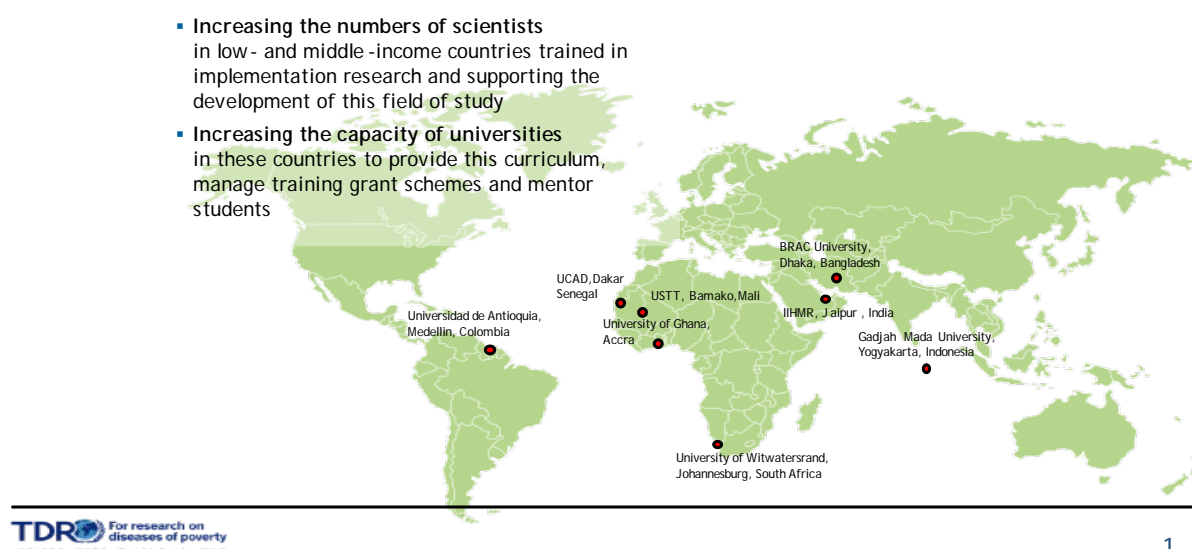 ▪ Increasing the numbers of scientists
in low- and middle-income countries trained in
implementation research and supporting the
development of this field of study
▪ Increasing the capacity of universities
in these countries to provide this curriculum,
manage training grant schemes and mentor
students
BRAC University,
Dhaka, Bangladesh
UCAD,Dakar
Senegal
USTT, Bamako,Mali
IIHMR, Jaipur , India
Universidad de Antioquia,
Medellin, Colombia
University of Ghana,
Accra
Gadjah Mada University,
Yogyakarta, Indonesia
University of Witwatersrand,
Johannesburg, South Africa
TDR For research on
diseases of poverty
1